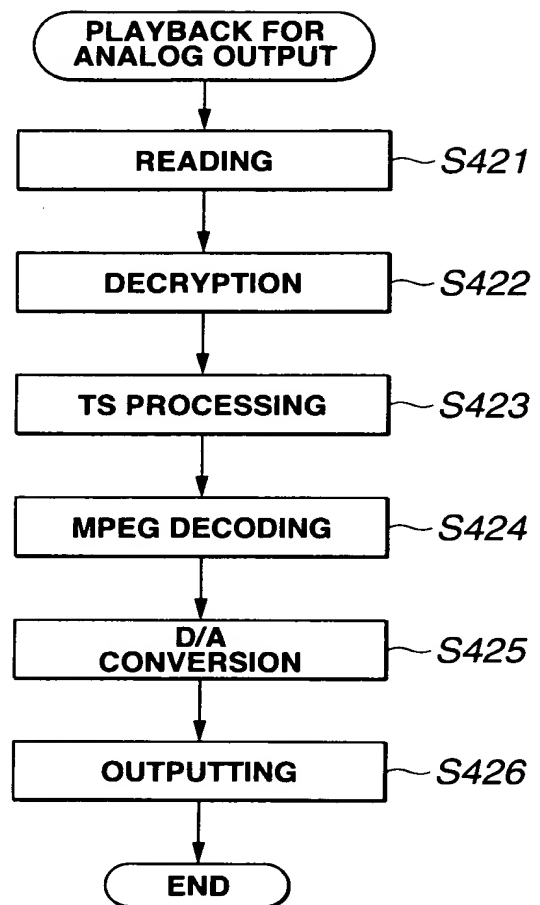 PLAYBACK FOR
ANALOG OUTPUT
READING S421
DECRYPTION S422
TS PROCESSING S423
MPEG DECODING S424
D/A
CONVERSION S425
OUTPUTTING S426
END